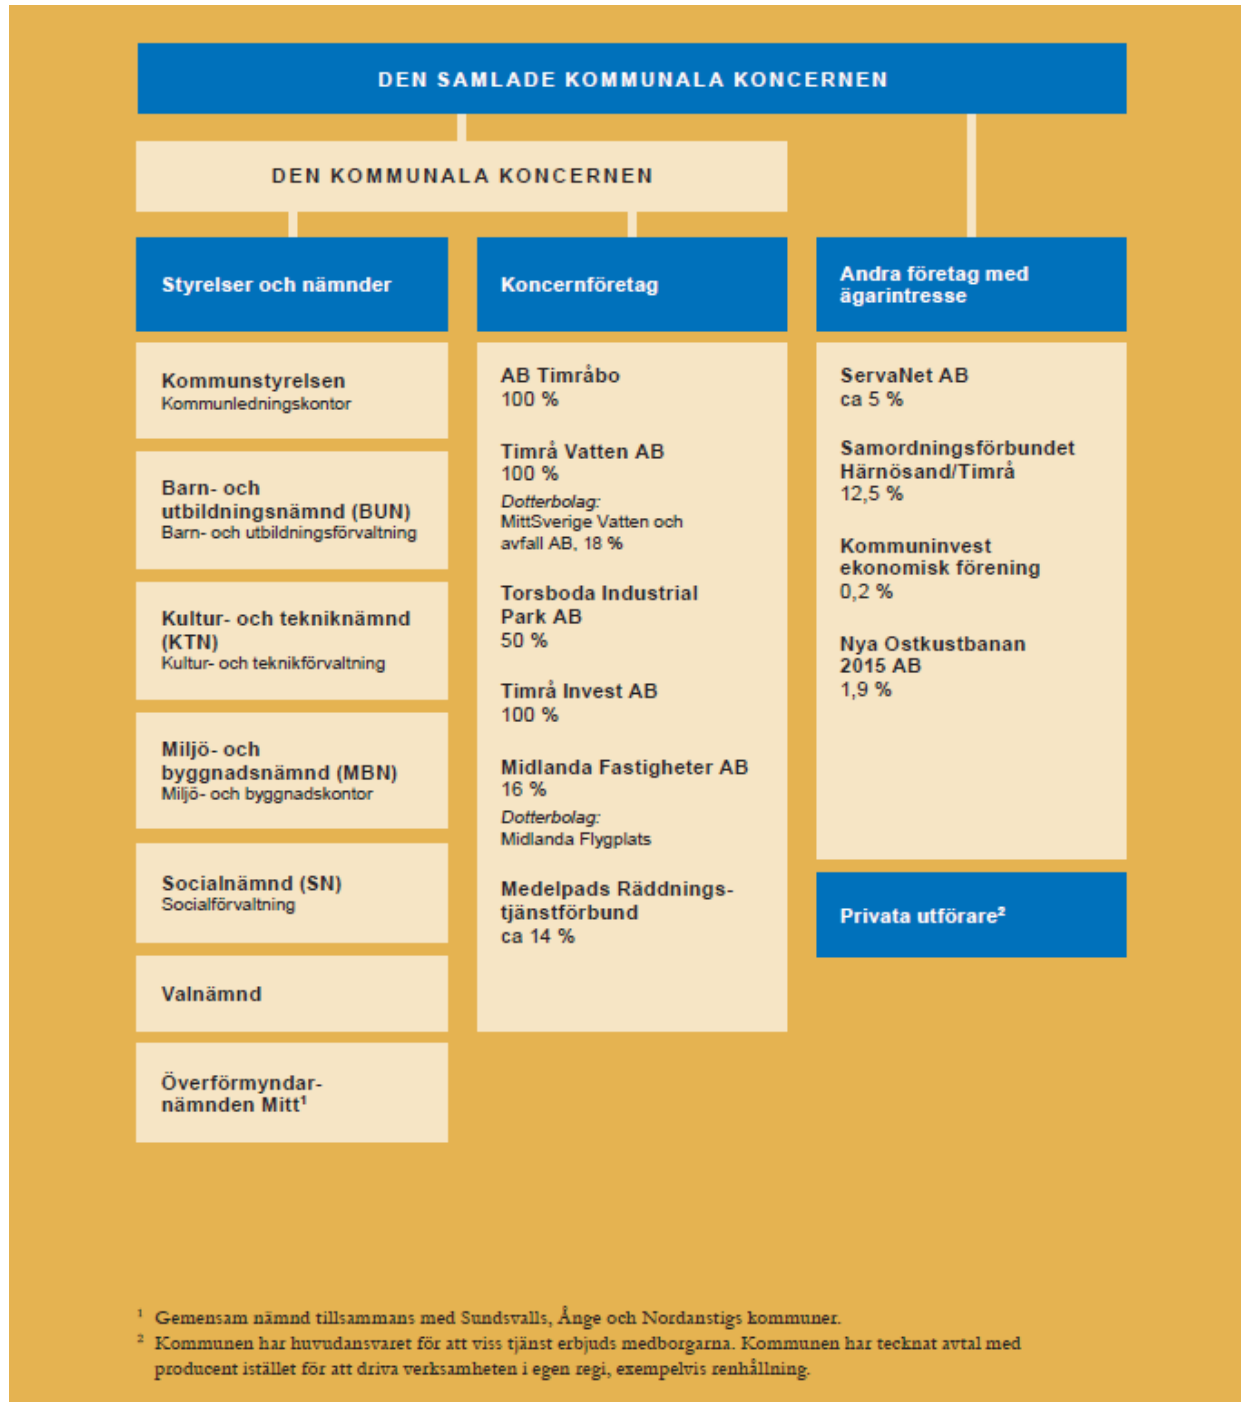 DEN SAMLADE KOMMUNALA KONCERNEN
DEN KOMMUNALA KONCERNEN
Styrelser och nämnder
Kommunstyrelsen
Kommunledningskontor
Barn- och
utbildningsnämnd (BUN)
Barn- och utbildningsförvaltning
Kultur- och tekniknämnd
(KTN)
Kultur- och teknikförvaltning
Miljö- och
byggnadsnämnd (MBN)
Miljö- och byggnadskontor
Socialnämnd (SN)
Socialförvaltning
Valnämnd
Överförmyndar-
nämnden Mitt¹
Koncernföretag
AB Timråbo
100 %
Timrå Vatten AB
100 %
Dotterbolag:
MittSverige Vatten och
avfall AB, 18 %
Torsboda Industrial
Park AB
50 %
Timrå Invest AB
100 %
Midlanda Fastigheter AB
16 %
Dotterbolag:
Midlanda Flygplats
Medelpads Räddnings-
tjänstförbund
ca 14 %
Andra företag med
ägarintresse
ServaNet AB
ca 5 %
Samordningsförbundet
Härnösand/Timrå
12,5 %
Kommuninvest
ekonomisk förening
0,2 %
Nya Ostkustbanan
2015 AB
1,9 %
Privata utförare²
¹ Gemensam nämnd tillsammans med Sundsvalls, Ånge och Nordanstigs kommuner.
² Kommunen har huvudansvaret för att viss tjänst erbjuds medborgarna. Kommunen har tecknat avtal med
producent istället för att driva verksamheten i egen regi, exempelvis renhållning.